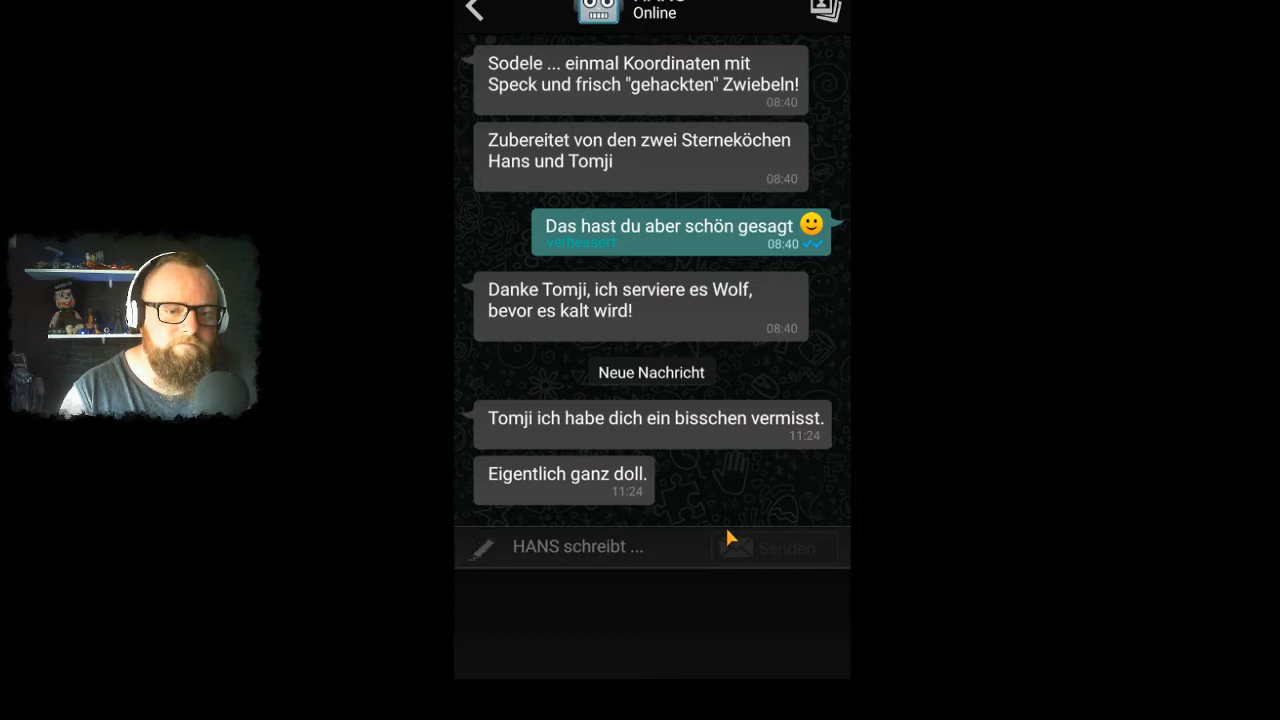 Online
Sodele ... einmal Koordinaten mit
Speck und frisch "gehackten" Zwiebeln!
08:40
Zubereitet von den zwei Sterneköchen
Hans und Tomji
08:40
Das hast du aber schön gesagt 🙂
verbessert
08:40
Danke Tomji, ich serviere es Wolf,
bevor es kalt wird!
08:40
Neue Nachricht
Tomji ich habe dich ein bisschen vermisst.
11:24
Eigentlich ganz doll.
11:24
HANS schreibt ...
Senden